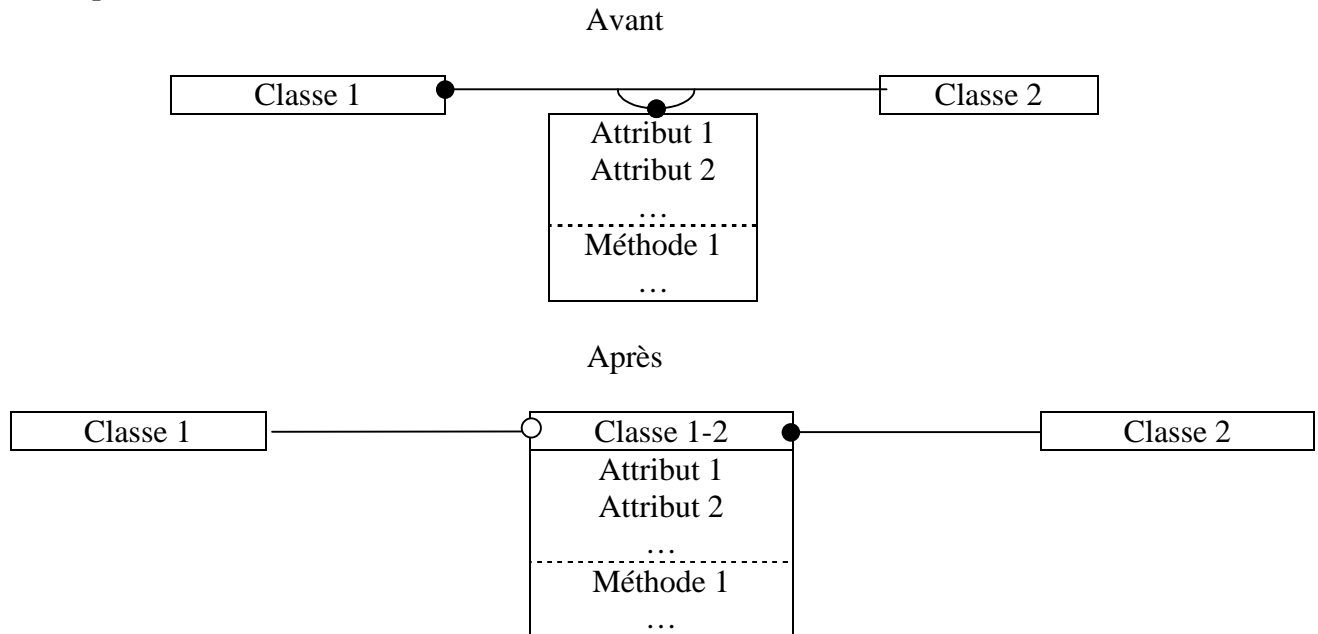 Avant
Classe 1
Classe 2
Attribut 1
Attribut 2
…
Méthode 1
…
Après
Classe 1
Classe 1-2
Classe 2
Attribut 1
Attribut 2
…
Méthode 1
…